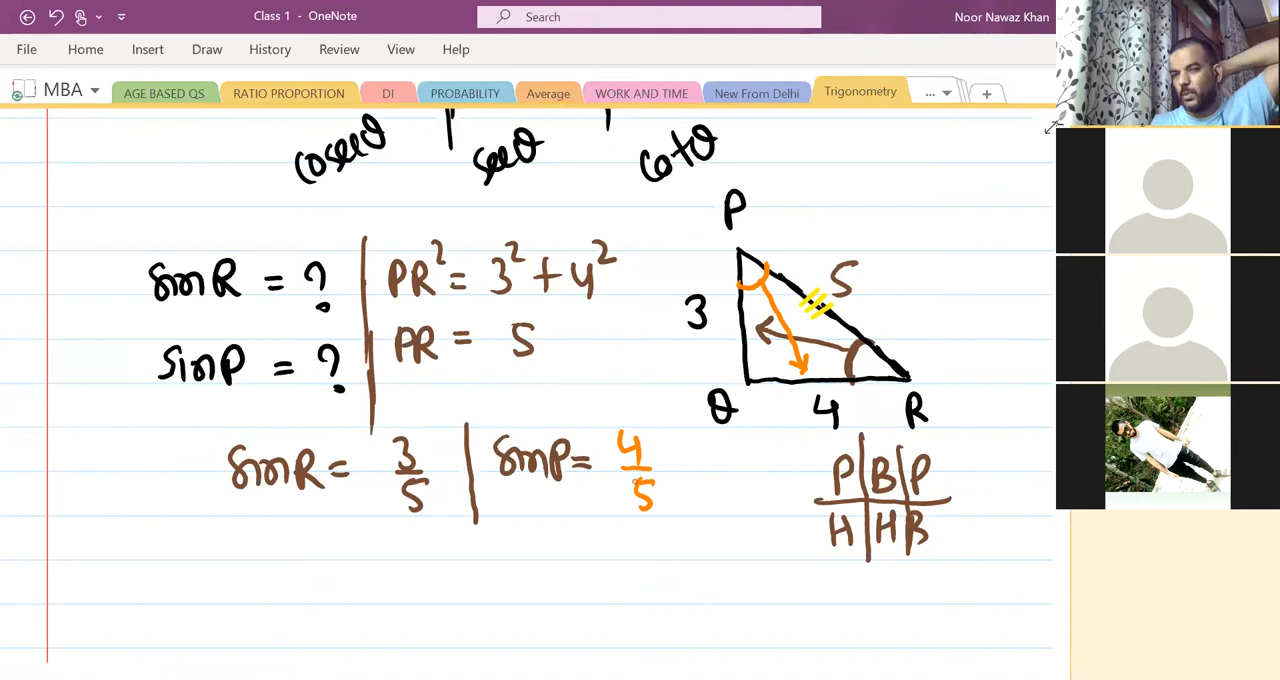 Class 1 - OneNote
Search
Noor Nawaz Khan
File Home Insert Draw History Review View Help
MBA AGE BASED QS RATIO PROPORTION DI PROBABILITY Average WORK AND TIME New From Delhi Trigonometry ...
cosecθ | secθ | cotθ
P
sinR = ?
PR² = 3² + 4²
5
3
sinP = ?
PR = 5
Q 4 R
sinR = 3/5 | sinP = 4/5
P | B | P
H | H | B